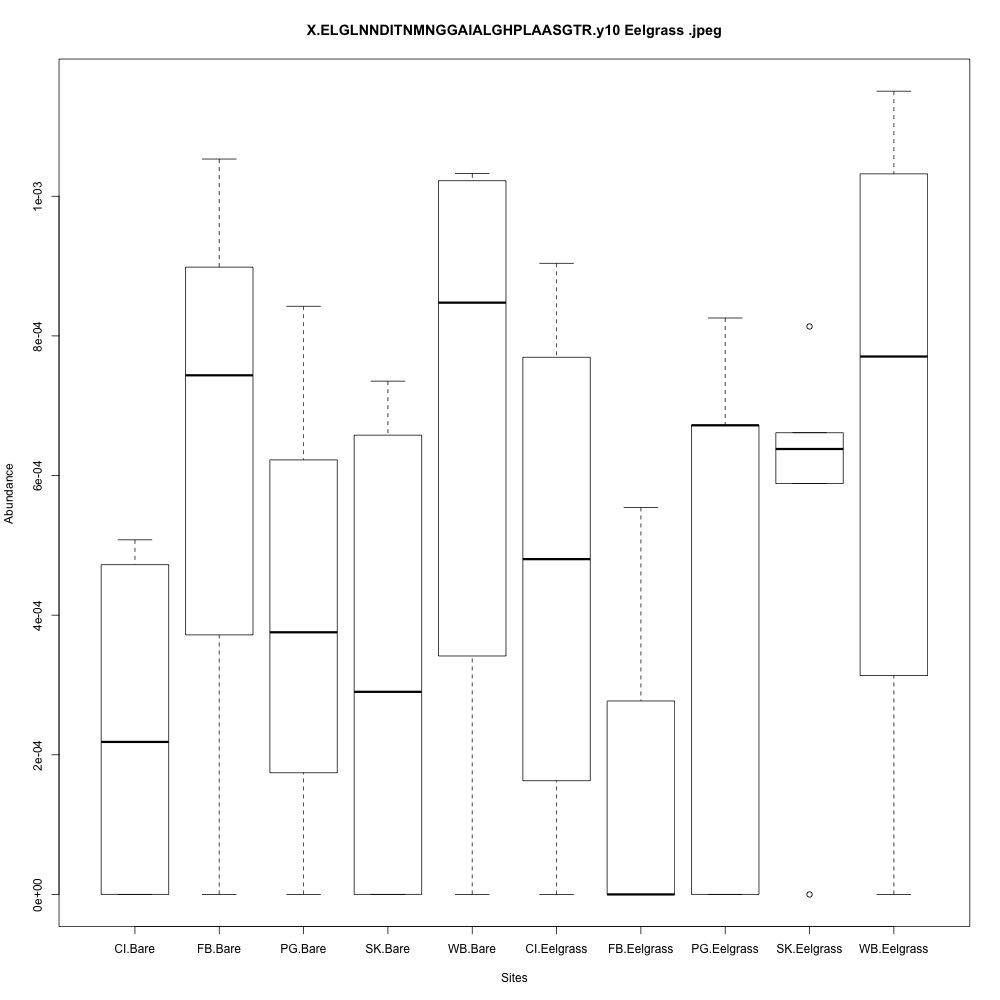 X.ELGLNNDITNMNGGAIALGHPLAASGTR.y10 Eelgrass .jpeg
1e-03
8e-04
6e-04
4e-04
2e-04
0e+00
Abundance
CI.Bare FB.Bare PG.Bare SK.Bare WB.Bare CI.Eelgrass FB.Eelgrass PG.Eelgrass SK.Eelgrass WB.Eelgrass
Sites